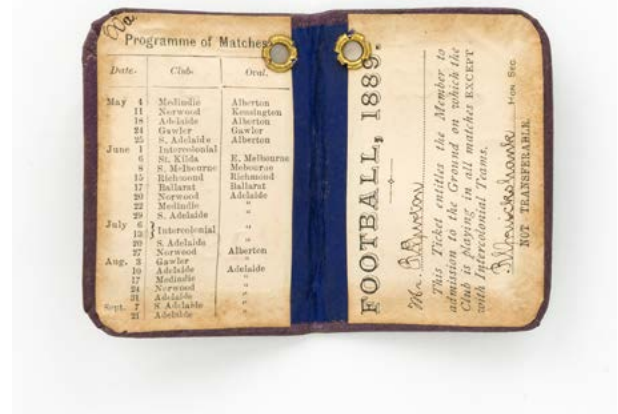 Programme of Matches.
Date. Club. Oval.
May 4 Medindie Alberton
11 Norwood Kensington
18 Adelaide Alberton
24 Gawler Gawler
25 S. Adelaide Alberton
June 1 Intercolonial
6 St. Kilda E. Melbourne
8 S. Melbourne Mebourne
15 Richmond Richmond
17 Ballarat Ballarat
20 Norwood Adelaide
22 Medindie "
29 S. Adelaide "
July 6 } Intercolonial "
13
20 S. Adelaide "
27 Norwood Alberton
Aug. 3 Gawler
10 Adelaide Adelaide
17 Medindie "
24 Norwood "
31 Adelaide "
Sept. 7 S. Adelaide "
21 Adelaide "
FOOTBALL, 1889.
Mr.
This Ticket entitles the Member to
admission to the Ground on which the
Club is playing in all matches EXCEPT
with Intercolonial Teams.
Hon Sec.
NOT TRANSFERABLE.